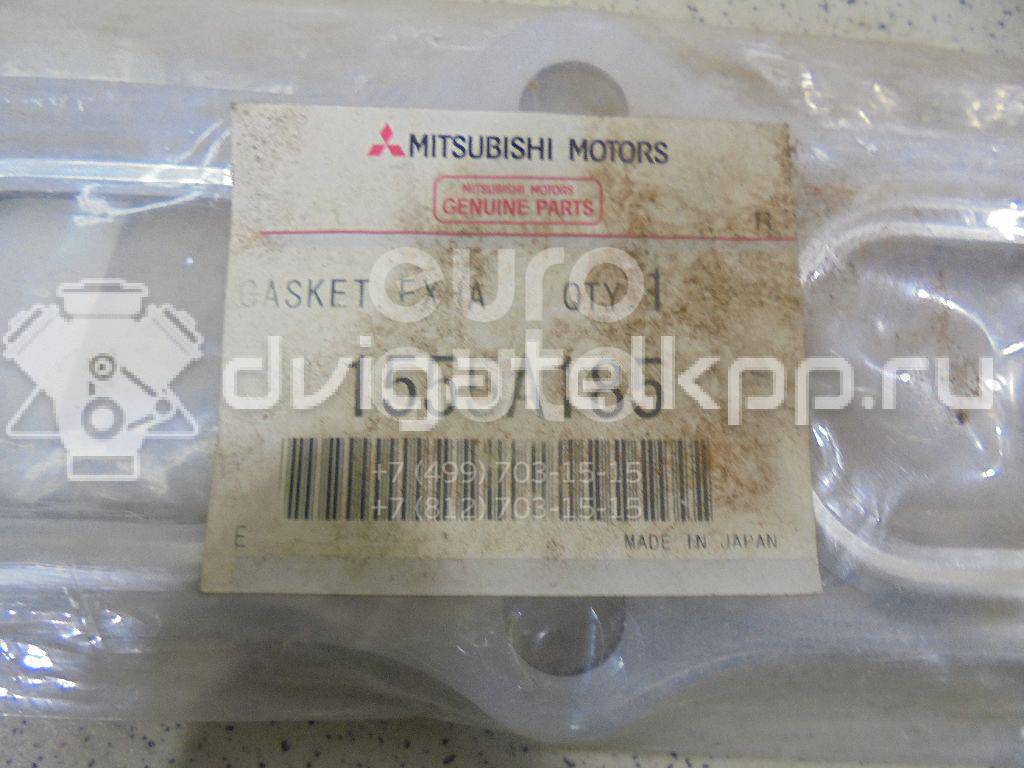 MITSUBISHI MOTORS
MITSUBISHI MOTORS
GENUINE PARTS
R
GASKET, EX A QTY 1
euro
dvigatelkpp.ru
+7 (499) 703-15-15
+7 (812) 703-15-15
E MADE IN JAPAN